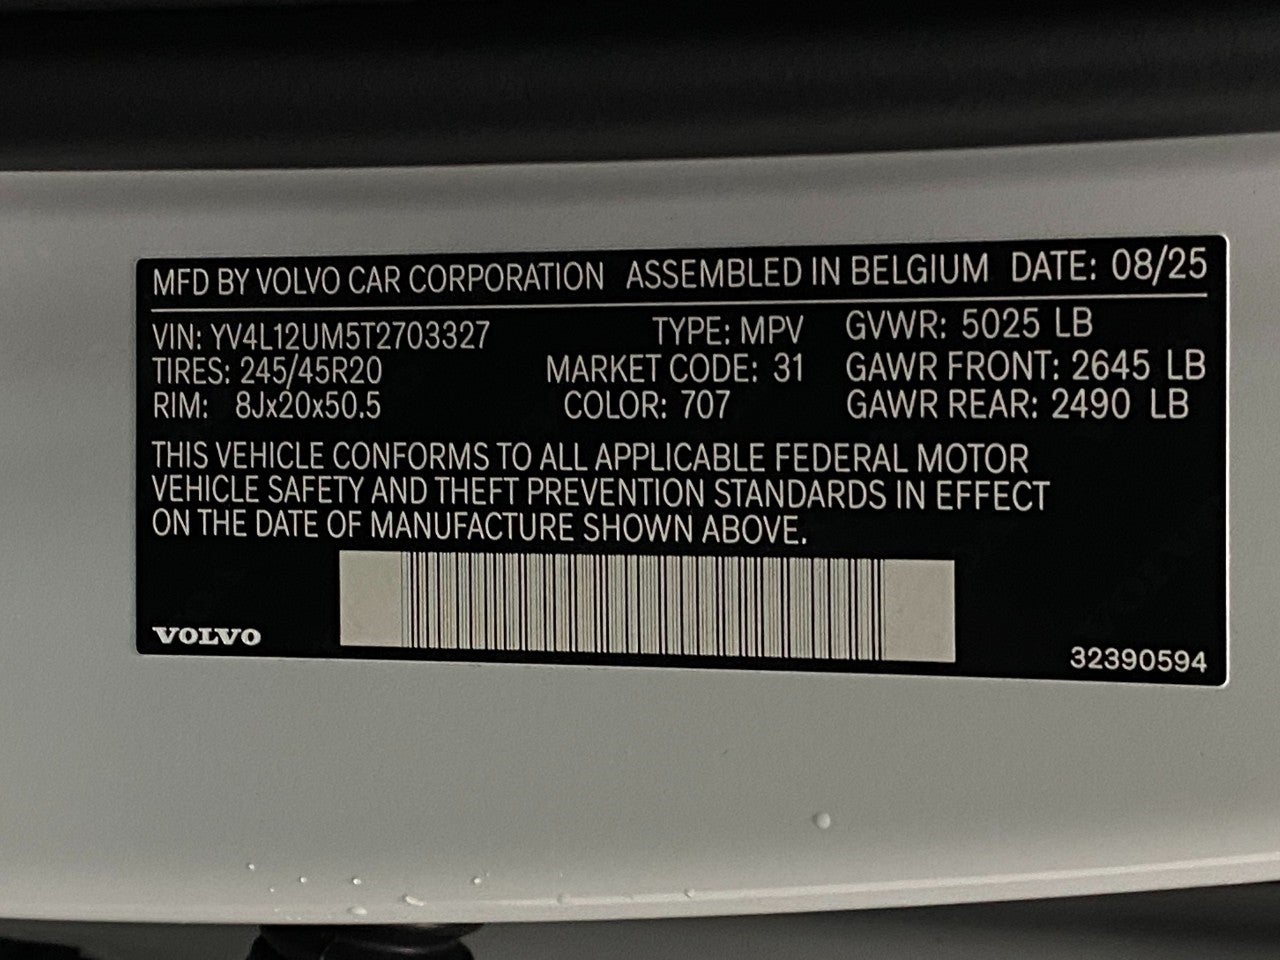 MFD BY VOLVO CAR CORPORATION ASSEMBLED IN BELGIUM DATE: 08/25
VIN: YV4L12UM5T2703327 TYPE: MPV GVWR: 5025 LB
TIRES: 245/45R20 MARKET CODE: 31 GAWR FRONT: 2645 LB
RIM: 8Jx20x50.5 COLOR: 707 GAWR REAR: 2490 LB
THIS VEHICLE CONFORMS TO ALL APPLICABLE FEDERAL MOTOR
VEHICLE SAFETY AND THEFT PREVENTION STANDARDS IN EFFECT
ON THE DATE OF MANUFACTURE SHOWN ABOVE.
VOLVO 32390594